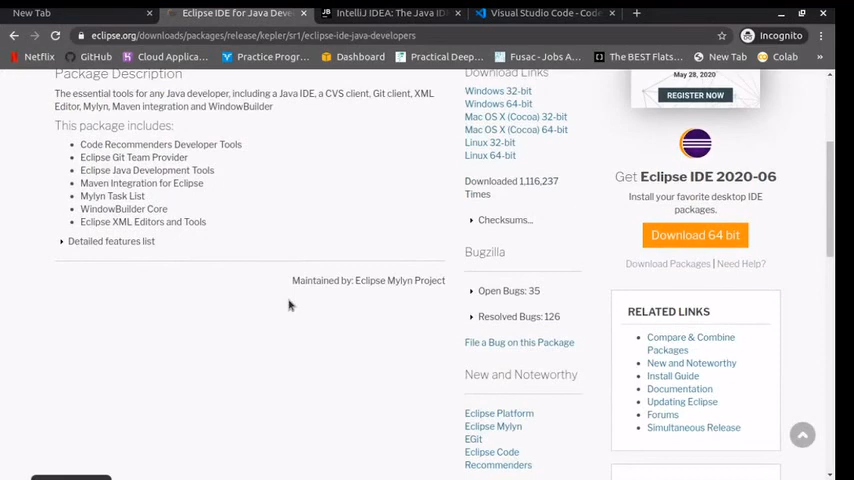 New Tab
Eclipse IDE for Java Deve
IntelliJ IDEA: The Java ID
Visual Studio Code - Code
eclipse.org/downloads/packages/release/kepler/sr1/eclipse-ide-java-developers
Incognito
Netflix
GitHub
Cloud Applica...
Practice Progr...
Dashboard
Practical Deep...
Fusac - Jobs A...
The BEST Flats...
New Tab
Colab
Package Description
The essential tools for any Java developer, including a Java IDE, a CVS client, Git client, XML
Editor, Mylyn, Maven integration and WindowBuilder
This package includes:
Code Recommenders Developer Tools
Eclipse Git Team Provider
Eclipse Java Development Tools
Maven Integration for Eclipse
Mylyn Task List
WindowBuilder Core
Eclipse XML Editors and Tools
Detailed features list
Maintained by: Eclipse Mylyn Project
Download Links
Windows 32-bit
Windows 64-bit
Mac OS X (Cocoa) 32-bit
Mac OS X (Cocoa) 64-bit
Linux 32-bit
Linux 64-bit
Downloaded 1,116,237
Times
Checksums...
Bugzilla
Open Bugs: 35
Resolved Bugs: 126
File a Bug on this Package
New and Noteworthy
Eclipse Platform
Eclipse Mylyn
EGit
Eclipse Code
Recommenders
May 28, 2020
REGISTER NOW
Get Eclipse IDE 2020-06
Install your favorite desktop IDE
packages.
Download 64 bit
Download Packages | Need Help?
RELATED LINKS
Compare & Combine
Packages
New and Noteworthy
Install Guide
Documentation
Updating Eclipse
Forums
Simultaneous Release